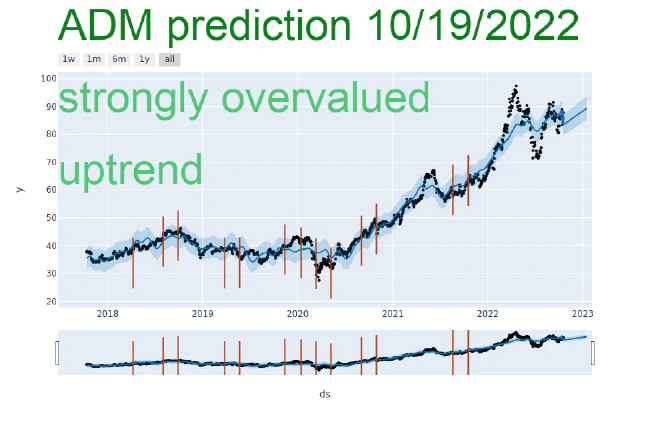 ADM prediction 10/19/2022
1w 1m 6m 1y all
strongly overvalued
uptrend
y
100
90
80
70
60
50
40
30
20
2018 2019 2020 2021 2022 2023
ds